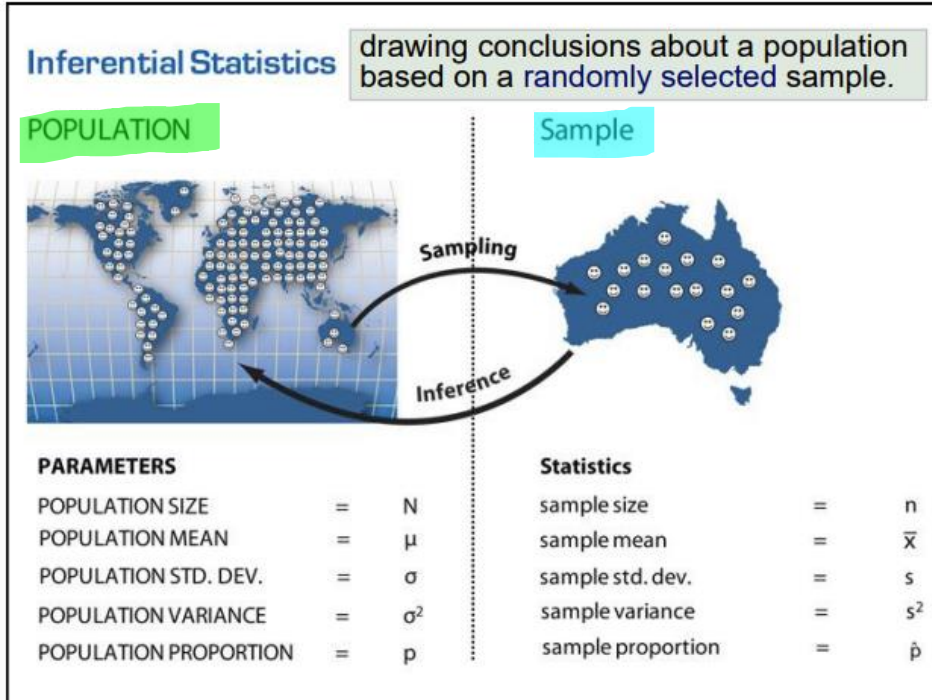 Inferential Statistics
drawing conclusions about a population
based on a randomly selected sample.
POPULATION
Sample
Sampling
Inference
PARAMETERS
POPULATION SIZE = N
POPULATION MEAN = μ
POPULATION STD. DEV. = σ
POPULATION VARIANCE = σ²
POPULATION PROPORTION = p
Statistics
sample size = n
sample mean = x̅
sample std. dev. = s
sample variance = s²
sample proportion = p̂